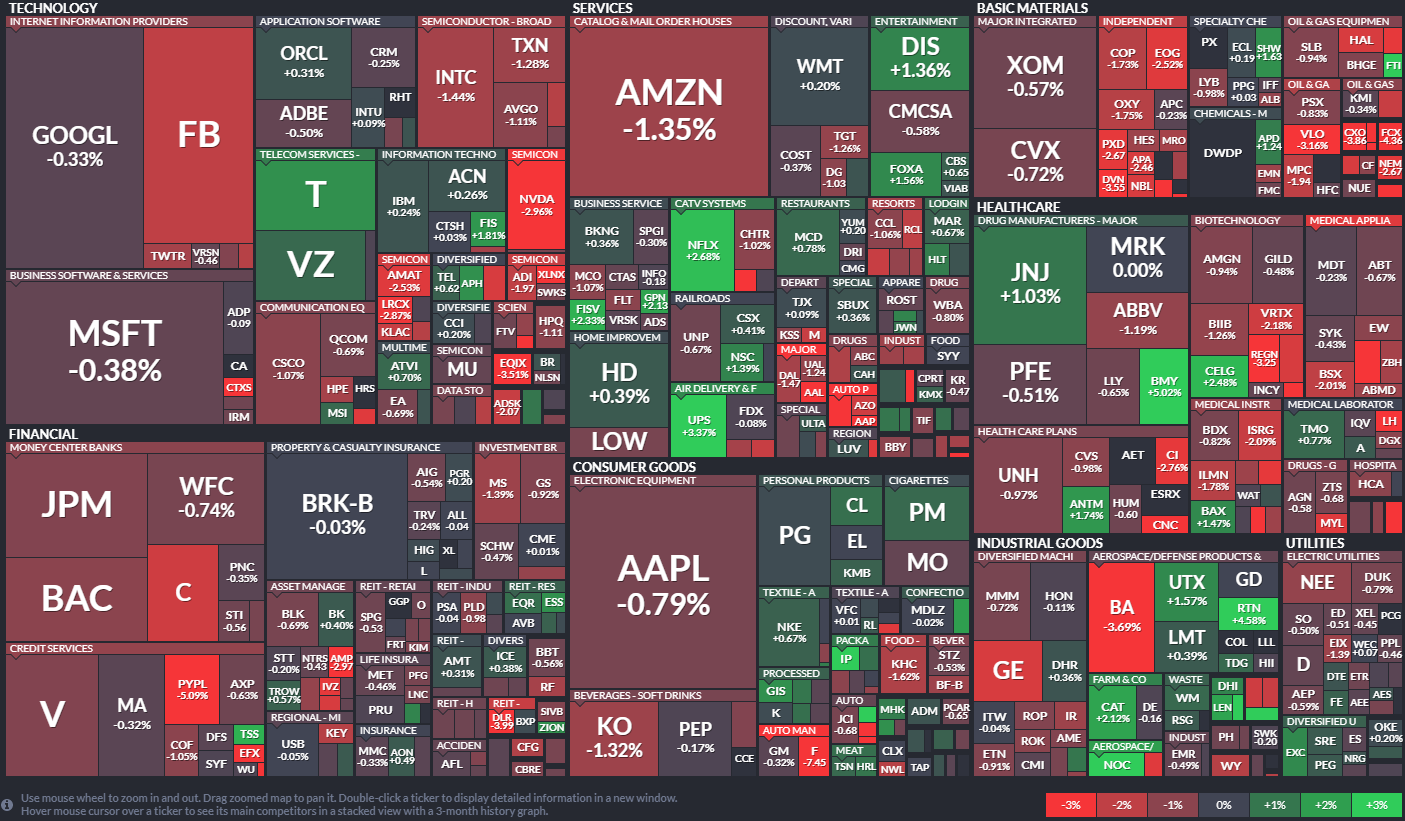 TECHNOLOGY
INTERNET INFORMATION PROVIDERS
GOOGL
-0.33%
FB
TWTR
VRSN
-0.46
APPLICATION SOFTWARE
ORCL
+0.31%
CRM
-0.25%
ADBE
-0.50%
INTU
+0.09%
RHT
SEMICONDUCTOR - BROAD
INTC
-1.44%
TXN
-1.28%
AVGO
-1.11%
TELECOM SERVICES -
T
VZ
INFORMATION TECHNO
IBM
+0.24%
ACN
+0.26%
CTSH
+0.03%
FIS
+1.81%
SEMICON
NVDA
-2.96%
BUSINESS SOFTWARE & SERVICES
MSFT
-0.38%
ADP
-0.09
CA
CTXS
IRM
COMMUNICATION EQ
CSCO
-1.07%
QCOM
-0.69%
HPE
HRS
MSI
SEMICON
AMAT
-2.53%
LRCX
-2.87%
KLAC
DIVERSIFIED
TEL
+0.62
APH
SEMICON
ADI
-1.97
XLNX
SWKS
DIVERSIFIE
CCI
+0.20%
SCIEN
FTV
HPQ
-1.11
MULTIME
ATVI
+0.70%
EA
-0.69%
SEMICON
MU
DATA STO
EQIX
-3.51%
BR
NLSN
ADSK
-2.07
SERVICES
CATALOG & MAIL ORDER HOUSES
AMZN
-1.35%
DISCOUNT, VARI
WMT
+0.20%
COST
-0.37%
TGT
-1.26%
DG
-1.03
ENTERTAINMENT
DIS
+1.36%
CMCSA
-0.58%
FOXA
+1.56%
CBS
+0.65
VIAB
BUSINESS SERVICE
BKNG
+0.36%
SPGI
-0.30%
MCO
-1.07%
CTAS
INFO
-0.18
FISV
+2.33%
FLT
GPN
+2.13
VRSK
ADS
CATV SYSTEMS
NFLX
+2.68%
CHTR
-1.02%
RESTAURANTS
MCD
+0.78%
YUM
+0.20
DRI
CMG
RESORTS
CCL
-1.06%
RCL
LODGIN
MAR
+0.67%
HLT
RAILROADS
UNP
-0.67%
CSX
+0.41%
NSC
+1.39%
DEPART
TJX
+0.09%
KSS
M
SPECIAL
SBUX
+0.36%
APPARE
ROST
JWN
DRUG
WBA
-0.80%
HOME IMPROVEM
HD
+0.39%
LOW
MAJOR
DAL
-1.47
UAL
-1.24
AAL
DRUGS
ABC
CAH
INDUST
FOOD
SYY
AIR DELIVERY & F
UPS
+3.37%
FDX
-0.08%
SPECIAL
ULTA
AUTO P
AZO
AAP
CPRT
KMX
KR
-0.47
REGION
LUV
TIF
BBY
BASIC MATERIALS
MAJOR INTEGRATED
XOM
-0.57%
CVX
-0.72%
INDEPENDENT
COP
-1.73%
EOG
-2.52%
OXY
-1.75%
APC
-0.23%
PXD
-2.67
HES
MRO
APA
-2.46
DVN
-3.55
NBL
SPECIALTY CHE
PX
ECL
+0.19
SHW
+1.63
LYB
-0.98%
PPG
+0.03
IFF
ALB
CHEMICALS - M
DWDP
APD
+1.24
EMN
FMC
OIL & GAS EQUIPMEN
SLB
-0.94%
HAL
BHGE
FTI
OIL & GA
PSX
-0.83%
VLO
-3.16%
MPC
-1.94
HFC
OIL & GAS
KMI
-0.34%
CXO
-3.86
FCX
-4.36
CF
NEM
-2.67
NUE
HEALTHCARE
DRUG MANUFACTURERS - MAJOR
JNJ
+1.03%
MRK
0.00%
ABBV
-1.19%
PFE
-0.51%
LLY
-0.65%
BMY
+5.02%
BIOTECHNOLOGY
AMGN
-0.94%
GILD
-0.48%
BIIB
-1.26%
VRTX
-2.18%
REGN
-3.25
CELG
+2.48%
INCY
MEDICAL APPLIA
MDT
-0.23%
ABT
-0.67%
SYK
-0.43%
EW
BSX
-2.01%
ZBH
ABMD
HEALTH CARE PLANS
UNH
-0.97%
CVS
-0.98%
AET
CI
-2.76%
ANTM
+1.74%
HUM
-0.60
ESRX
CNC
MEDICAL INSTR
BDX
-0.82%
ISRG
-2.09%
ILMN
-1.78%
WAT
BAX
+1.47%
MEDICAL LABORATOR
TMO
+0.77%
IQV
LH
A
DGX
DRUGS - G
AGN
-0.58
ZTS
-0.68
MYL
HOSPITA
HCA
FINANCIAL
MONEY CENTER BANKS
JPM
WFC
-0.74%
BAC
C
PNC
-0.35%
STI
-0.56
CREDIT SERVICES
V
MA
-0.32%
PYPL
-5.09%
AXP
-0.63%
COF
-1.05%
DFS
TSS
SYF
EFX
WU
PROPERTY & CASUALTY INSURANCE
BRK-B
-0.03%
AIG
-0.54%
PGR
+0.20
TRV
-0.24%
ALL
-0.04
HIG
XL
L
INVESTMENT BR
MS
-1.39%
GS
-0.92%
SCHW
-0.47%
CME
+0.01%
ASSET MANAGE
BLK
-0.69%
BK
+0.40%
STT
-0.20%
NTRS
-0.43
AMP
-2.97
TROW
+0.57%
IVZ
REIT - RETAI
SPG
-0.53
GGP
O
FRT
KIM
REIT - INDU
PSA
-0.04
PLD
-0.98
REIT - RES
EQR
ESS
AVB
LIFE INSURA
MET
-0.46%
PFG
LNC
PRU
REIT -
AMT
+0.31%
DIVERS
ICE
+0.38%
BBT
-0.56%
RF
REGIONAL - MI
USB
-0.05%
KEY
INSURANCE
MMC
-0.33%
AON
+0.49
REIT - H
REIT -
DLR
-3.99
BXP
SIVB
ZION
ACCIDEN
AFL
CFG
CBRE
CONSUMER GOODS
ELECTRONIC EQUIPMENT
AAPL
-0.79%
BEVERAGES - SOFT DRINKS
KO
-1.32%
PEP
-0.17%
CCE
PERSONAL PRODUCTS
PG
CL
EL
KMB
CIGARETTES
PM
MO
TEXTILE - A
NKE
+0.67%
TEXTILE - A
VFC
+0.01
RL
CONFECTIO
MDLZ
-0.02%
PACKA
IP
FOOD -
KHC
-1.62%
BEVER
STZ
-0.53%
BF-B
PROCESSED
GIS
K
AUTO
JCI
-0.68
MHK
ADM
PCAR
-0.65
AUTO MAN
GM
-0.32%
F
-7.45
MEAT
TSN
HRL
CLX
NWL
TAP
INDUSTRIAL GOODS
DIVERSIFIED MACHI
MMM
-0.72%
HON
-0.11%
GE
DHR
+0.36%
ITW
-0.04%
ROP
IR
ROK
AME
ETN
-0.91%
CMI
AEROSPACE/DEFENSE PRODUCTS &
BA
-3.69%
UTX
+1.57%
GD
RTN
+4.58%
LMT
+0.39%
COL
LLL
TDG
HII
FARM & CO
CAT
+2.12%
DE
-0.16
WASTE
WM
RSG
DHI
LEN
AEROSPACE/
NOC
INDUST
EMR
-0.49%
PH
SWK
-0.20
WY
UTILITIES
ELECTRIC UTILITIES
NEE
DUK
-0.79%
SO
-0.50%
ED
-0.51
XEL
-0.45
PCG
D
EIX
-1.39
WEC
+0.07
PPL
-0.46
DTE
ETR
AEP
-0.59%
FE
AEE
AES
DIVERSIFIED U
EXC
SRE
ES
OKE
+0.20%
PEG
NRG
Use mouse wheel to zoom in and out. Drag zoomed map to pan it. Double-click a ticker to display detailed information in a new window.
Hover mouse cursor over a ticker to see its main competitors in a stacked view with a 3-month history graph.
-3%
-2%
-1%
0%
+1%
+2%
+3%